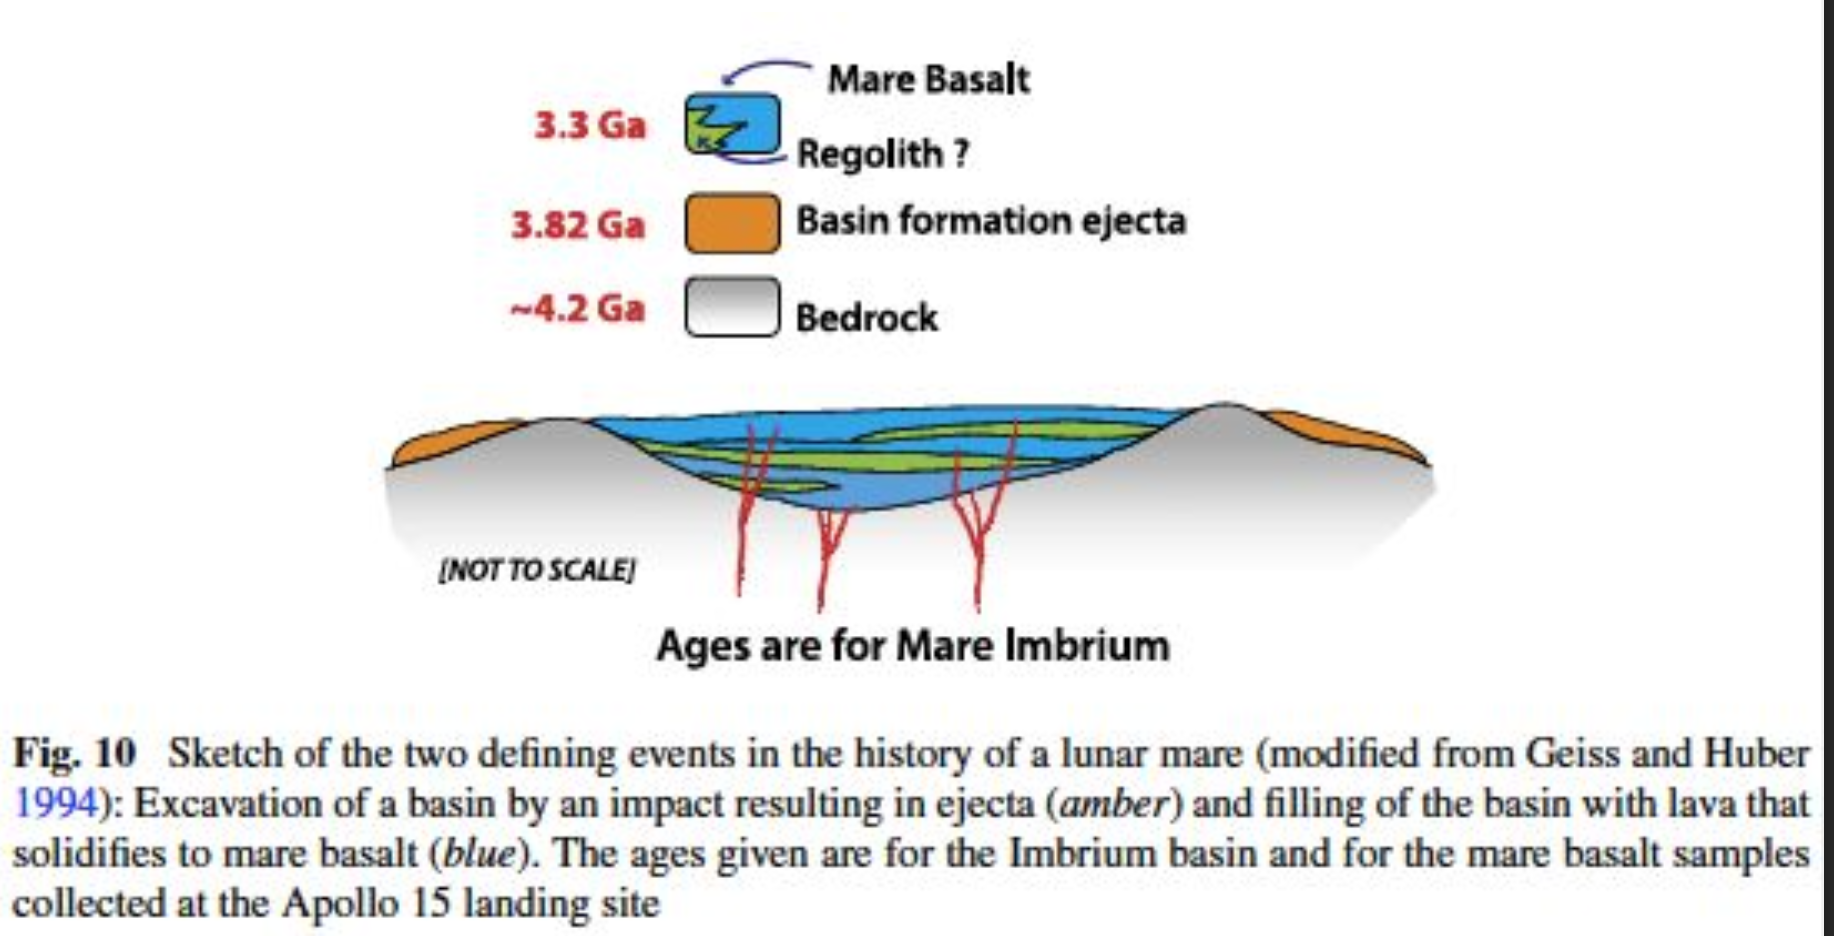 Mare Basalt
3.3 Ga
Regolith ?
3.82 Ga Basin formation ejecta
~4.2 Ga Bedrock
[NOT TO SCALE]
Ages are for Mare Imbrium
Fig. 10 Sketch of the two defining events in the history of a lunar mare (modified from Geiss and Huber
1994): Excavation of a basin by an impact resulting in ejecta (amber) and filling of the basin with lava that
solidifies to mare basalt (blue). The ages given are for the Imbrium basin and for the mare basalt samples
collected at the Apollo 15 landing site